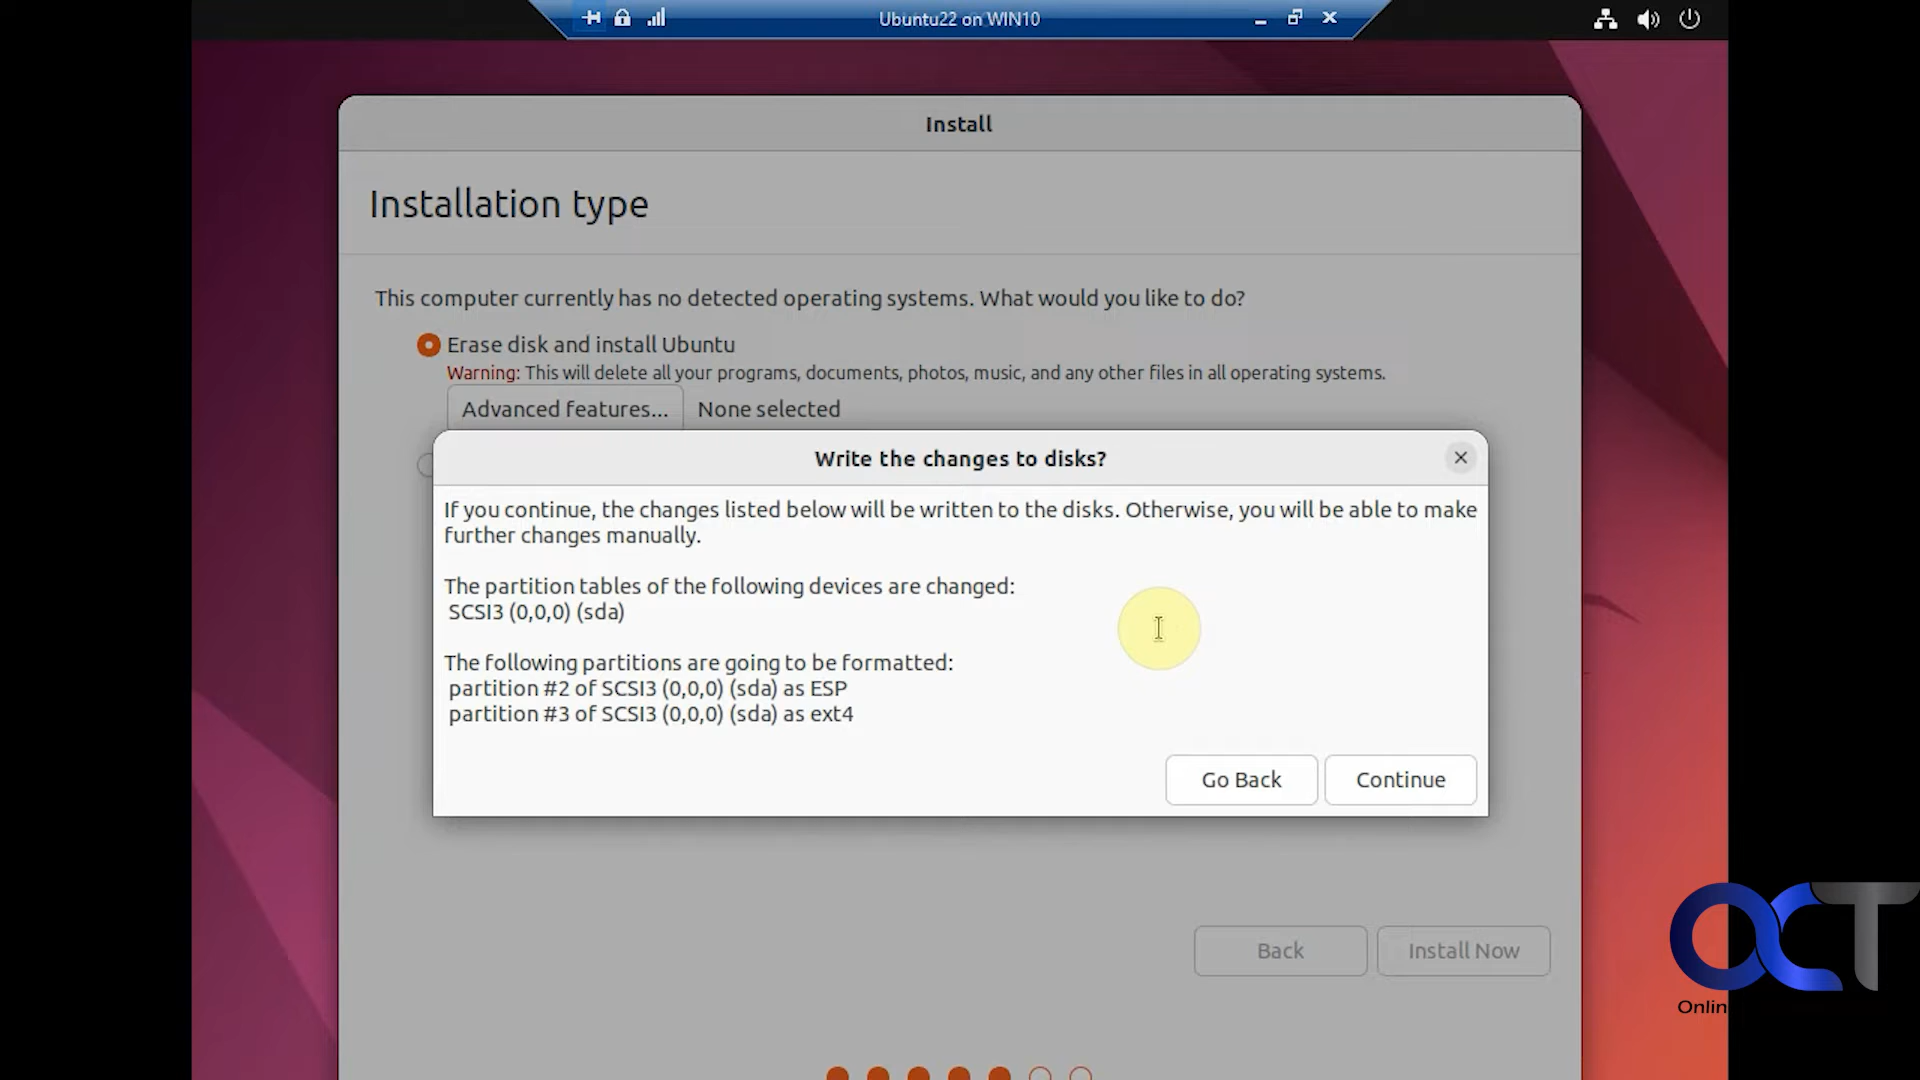 Ubuntu22 on WIN10
Install
Installation type
This computer currently has no detected operating systems. What would you like to do?
Erase disk and install Ubuntu
Warning: This will delete all your programs, documents, photos, music, and any other files in all operating systems.
Advanced features... None selected
Write the changes to disks?
If you continue, the changes listed below will be written to the disks. Otherwise, you will be able to make
further changes manually.
The partition tables of the following devices are changed:
SCSI3 (0,0,0) (sda)
The following partitions are going to be formatted:
partition #2 of SCSI3 (0,0,0) (sda) as ESP
partition #3 of SCSI3 (0,0,0) (sda) as ext4
Go Back Continue
Back Install Now
OCT
Onlin